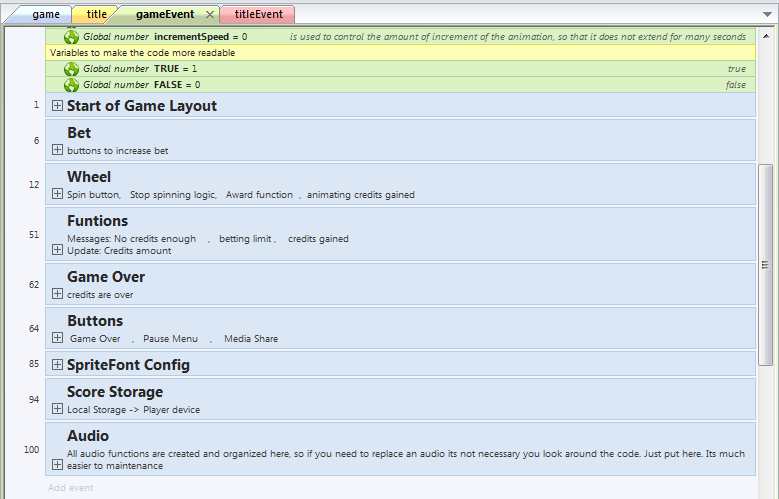 game title gameEvent titleEvent
Global number incrementSpeed = 0 is used to control the amount of increment of the animation, so that it does not extend for many seconds
Variables to make the code more readable
Global number TRUE = 1 true
Global number FALSE = 0 false
1 Start of Game Layout
Bet
6
buttons to increase bet
Wheel
12
Spin button, Stop spinning logic, Award function , animating credits gained
Funtions
51
Messages: No credits enough , betting limit , credits gained
Update: Credits amount
Game Over
62
credits are over
Buttons
64
Game Over , Pause Menu , Media Share
85 SpriteFont Config
Score Storage
94
Local Storage -> Player device
Audio
100
All audio functions are created and organized here, so if you need to replace an audio its not necessary you look around the code. Just put here. Its much
easier to maintenance
Add event